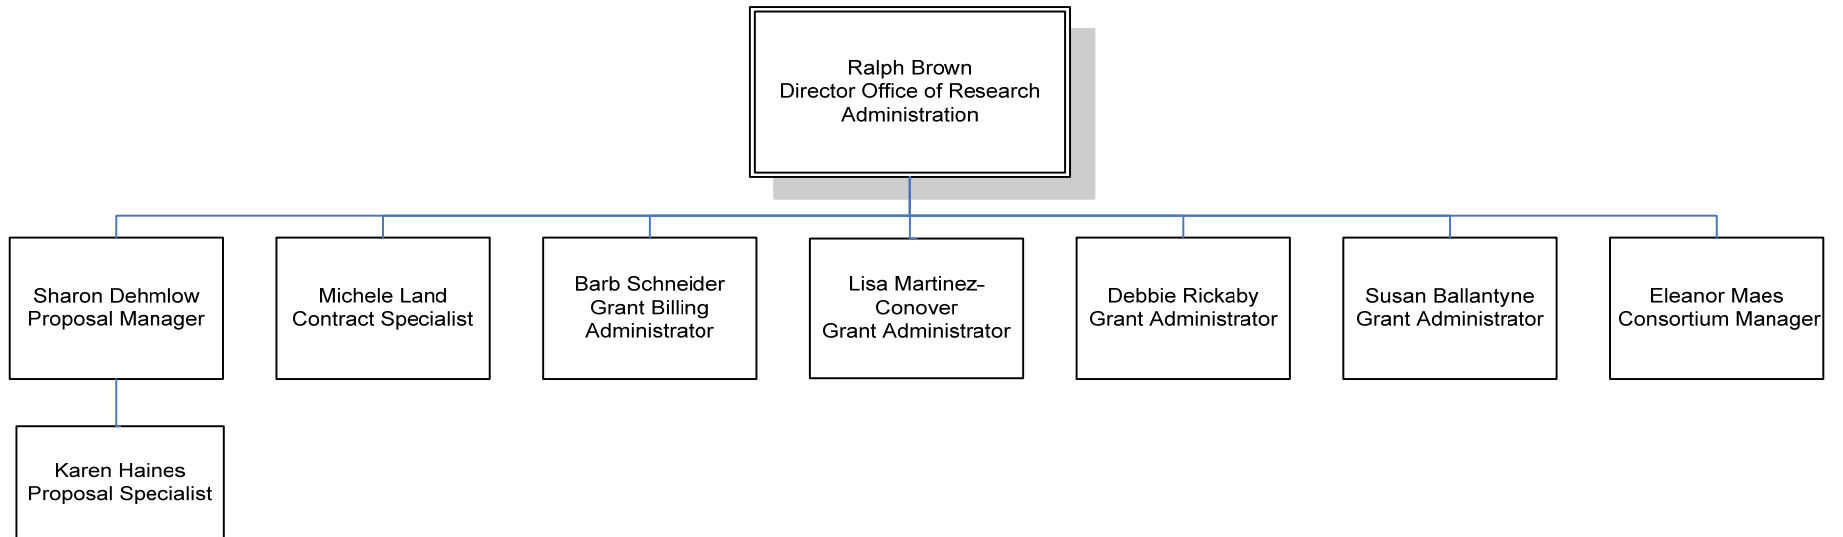 Ralph Brown
Director Office of Research
Administration
Sharon Dehmlow
Proposal Manager
Michele Land
Contract Specialist
Barb Schneider
Grant Billing
Administrator
Lisa Martinez-
Conover
Grant Administrator
Debbie Rickaby
Grant Administrator
Susan Ballantyne
Grant Administrator
Eleanor Maes
Consortium Manager
Karen Haines
Proposal Specialist